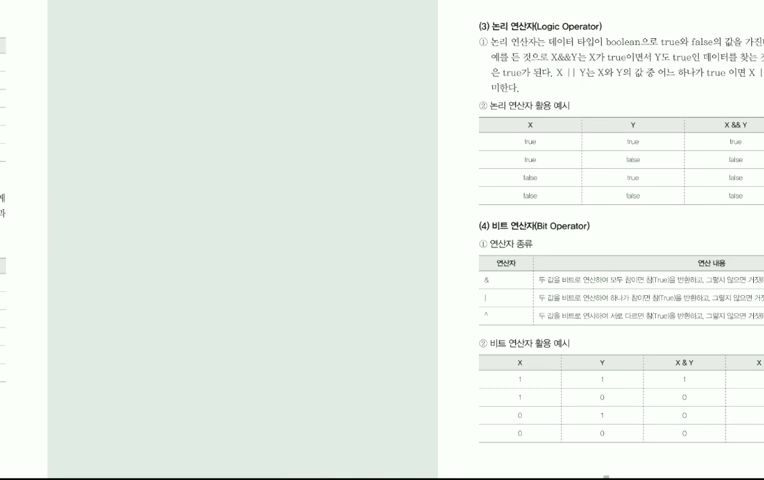 에
과
(3) 논리 연산자(Logic Operator)
① 논리 연산자는 데이터 타입이 boolean으로 true와 false의 값을 가진
예를 든 것으로 X&&Y는 X가 true이면서 Y도 true인 데이터를 찾는
은 true가 된다. X || Y는 X와 Y의 값 중 어느 하나가 true 이면 X |
미한다.
② 논리 연산자 활용 예시
X Y X && Y
true true true
true false false
false true false
false false false
(4) 비트 연산자(Bit Operator)
① 연산자 종류
연산자 연산 내용
& 두 값을 비트로 연산하여 모두 참이면 참(True)을 반환하고, 그렇지 않으면 거짓
| 두 값을 비트로 연산하여 하나가 참이면 참(True)을 반환하고, 그렇지 않으면 거짓
^ 두 값을 비트로 연산하여 서로 다르면 참(True)을 반환하고, 그렇지 않으면 거짓
② 비트 연산자 활용 예시
X Y X & Y X
1 1 1
1 0 0
0 1 0
0 0 0